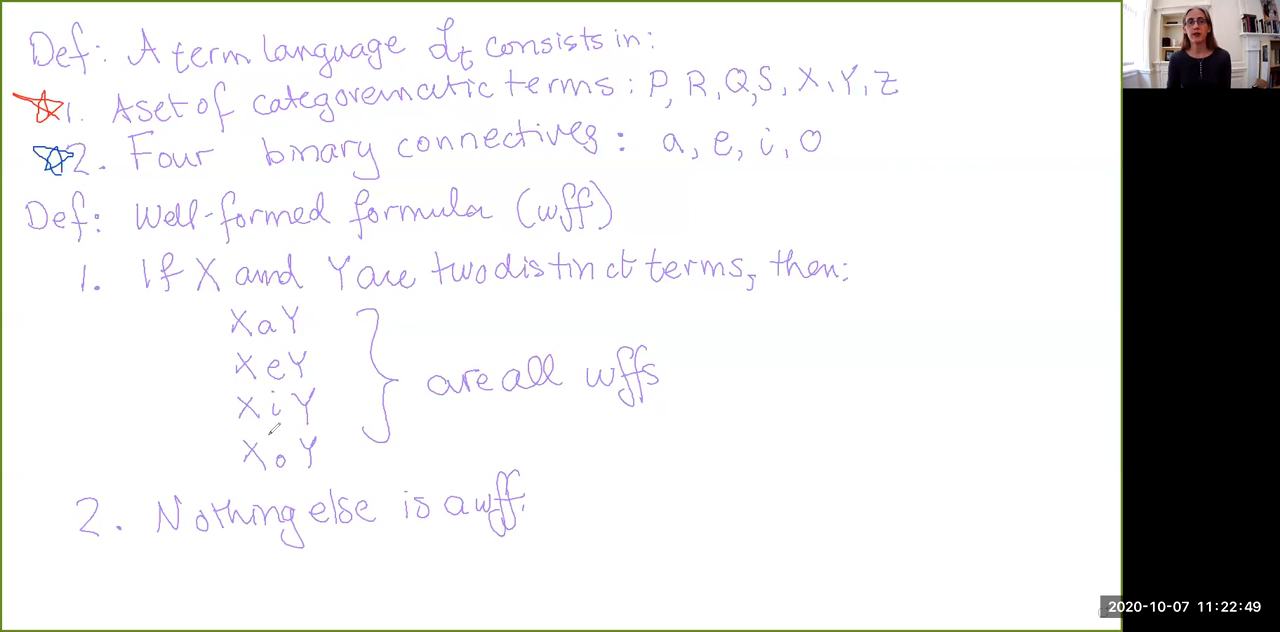 Def: A term language Lt consists in:
1. A set of categorematic terms: P, R, Q, S, X, Y, Z
2. Four binary connectives: a, e, i, o
Def: Well-formed formula (wff)
1. If X and Y are two distinct terms, then:
XaY
XeY
XiY
XoY
} are all wffs
2. Nothing else is a wff.
2020-10-07 11:22:49